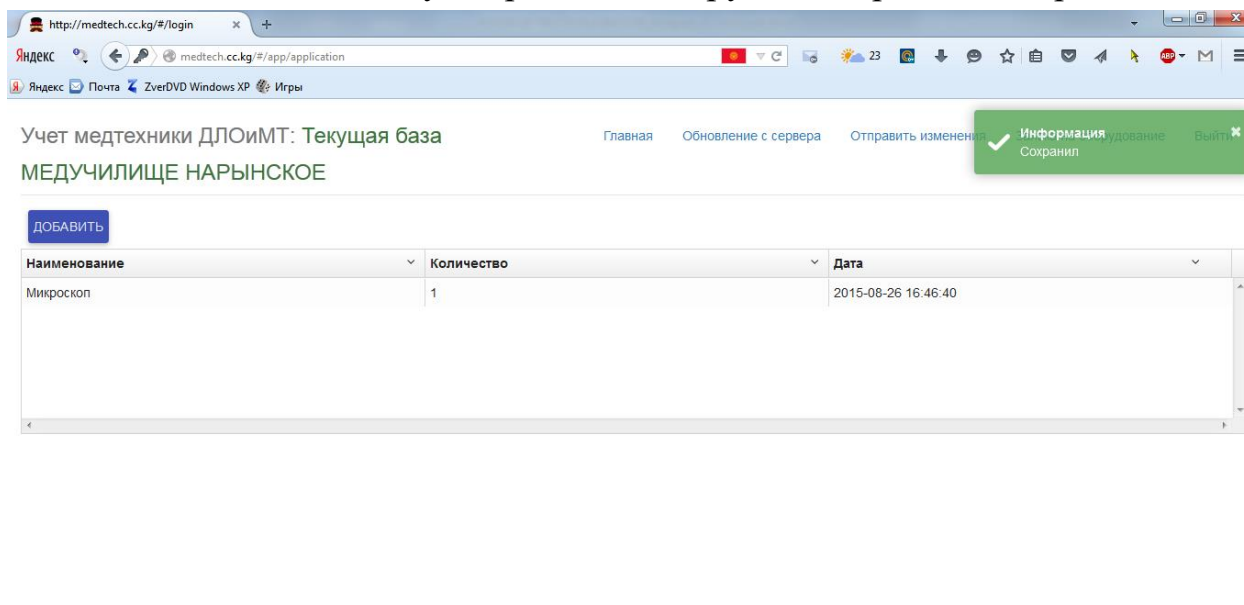 http://medtech.cc.kg/#/login
Яндекс medtech.cc.kg/#/app/application 23 ABP
Яндекс Почта ZverDVD Windows XP Игры
Учет медтехники ДЛОиМТ: Текущая база
МЕДУЧИЛИЩЕ НАРЫНСКОЕ
Главная Обновление с сервера Отправить изменения Выйти
Информация
Сохранил
ДОБАВИТЬ
Наименование Количество Дата
Микроскоп 1 2015-08-26 16:46:40